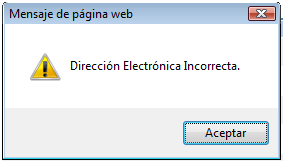 Mensaje de página web
Dirección Electrónica Incorrecta.
Aceptar